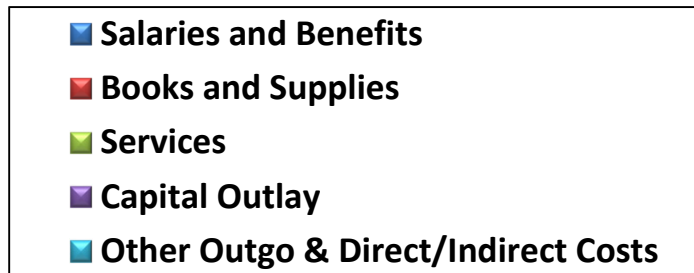 Salaries and Benefits
Books and Supplies
Services
Capital Outlay
Other Outgo & Direct/Indirect Costs